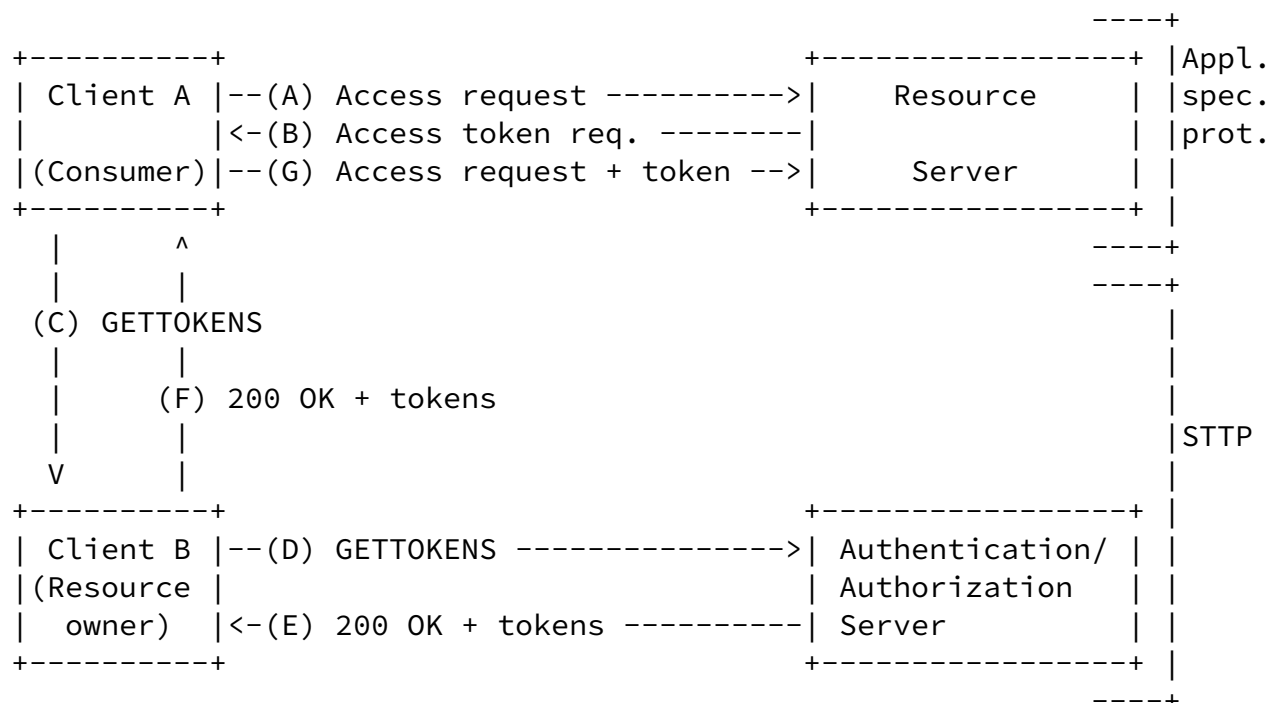 Appl.
Client A --(A) Access request ----------> Resource spec.
<-(B) Access token req. -------- prot.
(Consumer) --(G) Access request + token --> Server
(C) GETTOKENS
(F) 200 OK + tokens
STTP
Client B --(D) GETTOKENS ---------------> Authentication/
(Resource Authorization
owner) <-(E) 200 OK + tokens ---------- Server